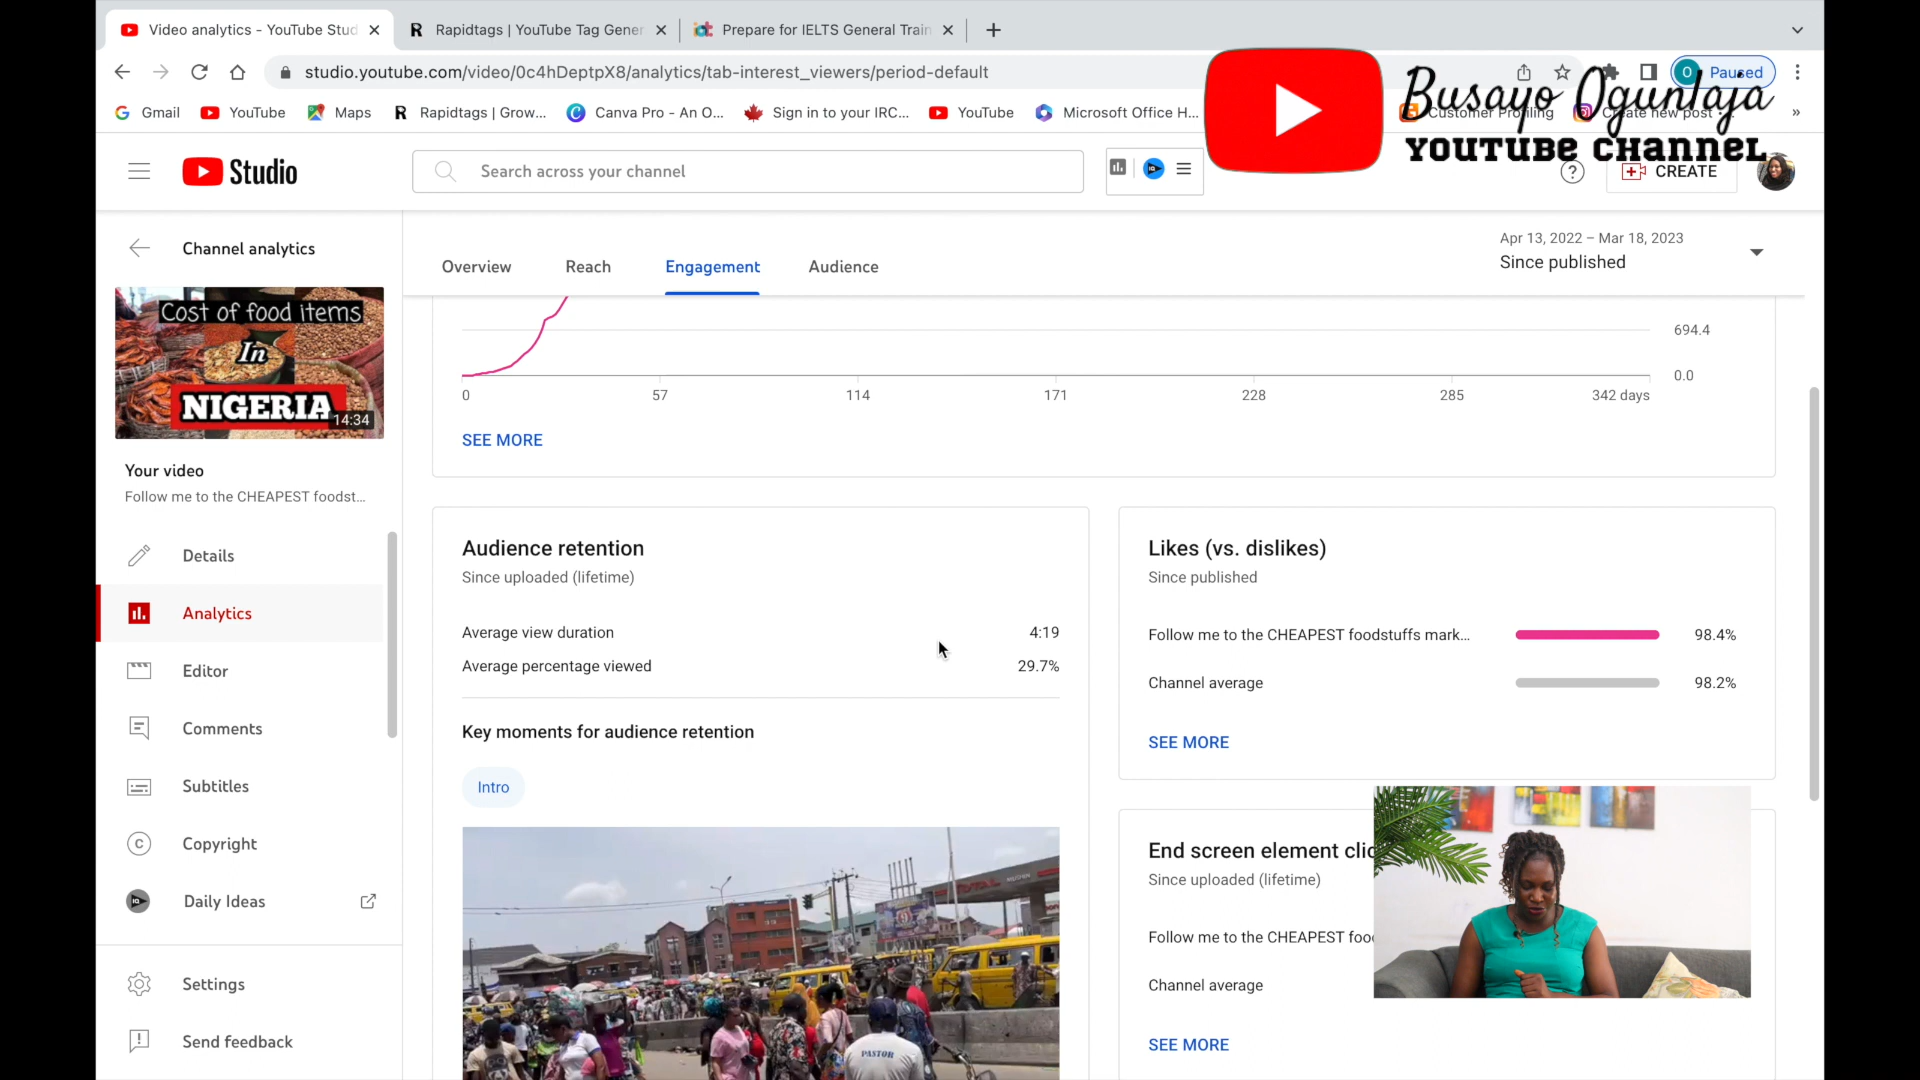 Video analytics - YouTube Stud
Rapidtags | YouTube Tag Gener
Prepare for IELTS General Train
studio.youtube.com/video/0c4hDeptpX8/analytics/tab-interest_viewers/period-default
O Paused
Gmail
YouTube
Maps
Rapidtags | Grow...
Canva Pro - An O...
Sign in to your IRC...
YouTube
Microsoft Office H...
Customer Profiling
Create new post ·
Busayo Oguntaja
YOUTUBE CHANNEL
Studio
Search across your channel
CREATE
Channel analytics
Overview
Reach
Engagement
Audience
Apr 13, 2022 – Mar 18, 2023
Since published
Cost of food items
In
NIGERIA
14:34
Your video
Follow me to the CHEAPEST foodst...
Details
Analytics
Editor
Comments
Subtitles
Copyright
Daily Ideas
Settings
Send feedback
694.4
0.0
0
57
114
171
228
285
342 days
SEE MORE
Audience retention
Since uploaded (lifetime)
Average view duration 4:19
Average percentage viewed 29.7%
Key moments for audience retention
Intro
PASTOR
Likes (vs. dislikes)
Since published
Follow me to the CHEAPEST foodstuffs mark... 98.4%
Channel average 98.2%
SEE MORE
End screen element clic
Since uploaded (lifetime)
Follow me to the CHEAPEST foo
Channel average
SEE MORE